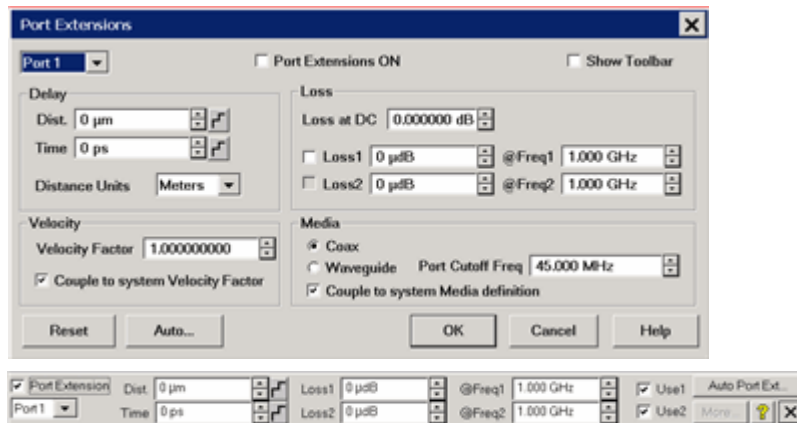 Port Extensions
Port 1 Port Extensions ON Show Toolbar
Delay
Dist. 0 µm
Time 0 ps
Distance Units Meters
Loss
Loss at DC 0.000000 dB
Loss1 0 µdB @Freq1 1.000 GHz
Loss2 0 µdB @Freq2 1.000 GHz
Velocity
Velocity Factor 1.000000000
Couple to system Velocity Factor
Media
Coax
Waveguide Port Cutoff Freq 45.000 MHz
Couple to system Media definition
Reset Auto... OK Cancel Help
Port Extension Dist. 0 µm Loss1 0 µdB @Freq1 1.000 GHz Use1 Auto Port Ext...
Port 1 Time 0 ps Loss2 0 µdB @Freq2 1.000 GHz Use2 More...